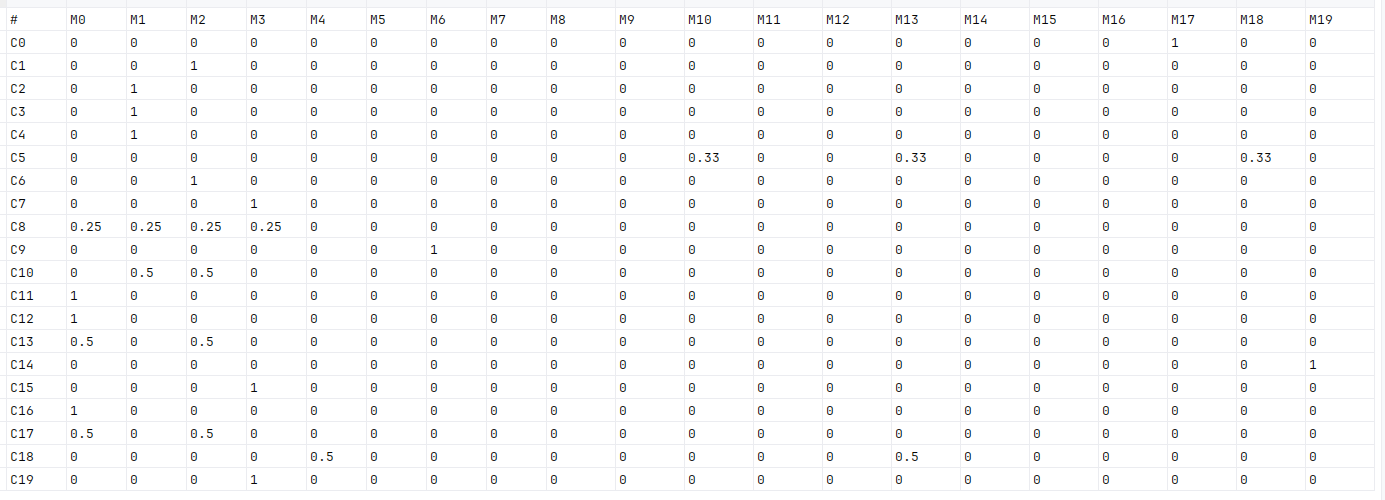 # M0 M1 M2 M3 M4 M5 M6 M7 M8 M9 M10 M11 M12 M13 M14 M15 M16 M17 M18 M19
C0 0 0 0 0 0 0 0 0 0 0 0 0 0 0 0 0 0 1 0 0
C1 0 0 1 0 0 0 0 0 0 0 0 0 0 0 0 0 0 0 0 0
C2 0 1 0 0 0 0 0 0 0 0 0 0 0 0 0 0 0 0 0 0
C3 0 1 0 0 0 0 0 0 0 0 0 0 0 0 0 0 0 0 0 0
C4 0 1 0 0 0 0 0 0 0 0 0 0 0 0 0 0 0 0 0 0
C5 0 0 0 0 0 0 0 0 0 0 0.33 0 0 0.33 0 0 0 0 0.33 0
C6 0 0 1 0 0 0 0 0 0 0 0 0 0 0 0 0 0 0 0 0
C7 0 0 0 1 0 0 0 0 0 0 0 0 0 0 0 0 0 0 0 0
C8 0.25 0.25 0.25 0.25 0 0 0 0 0 0 0 0 0 0 0 0 0 0 0 0
C9 0 0 0 0 0 0 1 0 0 0 0 0 0 0 0 0 0 0 0 0
C10 0 0.5 0.5 0 0 0 0 0 0 0 0 0 0 0 0 0 0 0 0 0
C11 1 0 0 0 0 0 0 0 0 0 0 0 0 0 0 0 0 0 0 0
C12 1 0 0 0 0 0 0 0 0 0 0 0 0 0 0 0 0 0 0 0
C13 0.5 0 0.5 0 0 0 0 0 0 0 0 0 0 0 0 0 0 0 0 0
C14 0 0 0 0 0 0 0 0 0 0 0 0 0 0 0 0 0 0 0 1
C15 0 0 0 1 0 0 0 0 0 0 0 0 0 0 0 0 0 0 0 0
C16 1 0 0 0 0 0 0 0 0 0 0 0 0 0 0 0 0 0 0 0
C17 0.5 0 0.5 0 0 0 0 0 0 0 0 0 0 0 0 0 0 0 0 0
C18 0 0 0 0 0.5 0 0 0 0 0 0 0 0 0.5 0 0 0 0 0 0
C19 0 0 0 1 0 0 0 0 0 0 0 0 0 0 0 0 0 0 0 0